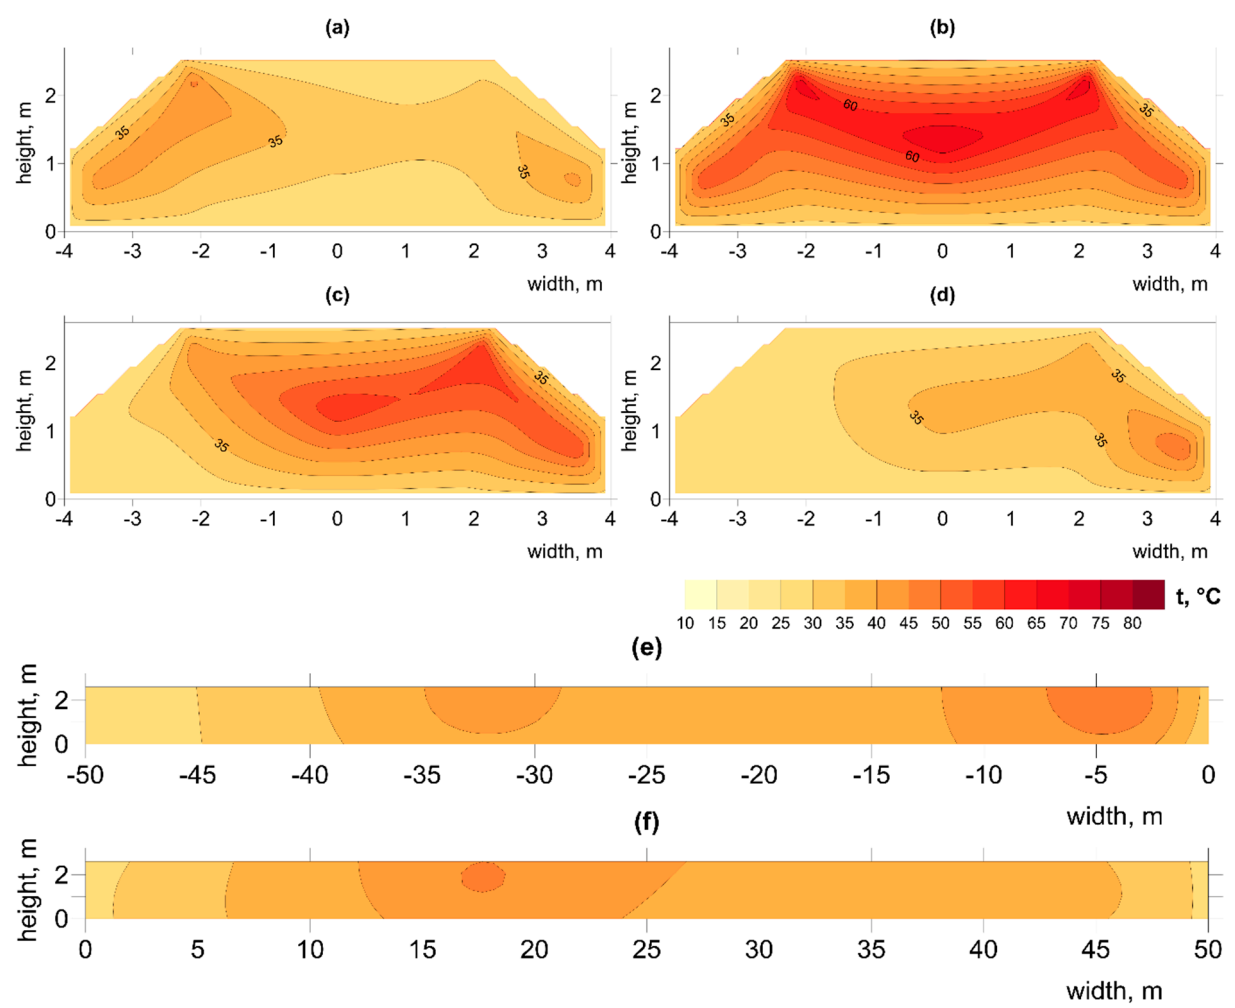 (a) (b)
height, m 2 1 0 35 35 35
-4 -3 -2 -1 0 1 2 3 4
width, m
height, m 2 1 0 35 60 60 35
-4 -3 -2 -1 0 1 2 3 4
width, m
(c) (d)
height, m 2 1 0 35 35
-4 -3 -2 -1 0 1 2 3 4
width, m
height, m 2 1 0 35 35 35
-4 -3 -2 -1 0 1 2 3 4
width, m
t, °C
10 15 20 25 30 35 40 45 50 55 60 65 70 75 80
(e)
height, m 2 0
-50 -45 -40 -35 -30 -25 -20 -15 -10 -5 0
width, m
(f)
height, m 2 0
0 5 10 15 20 25 30 35 40 45 50
width, m